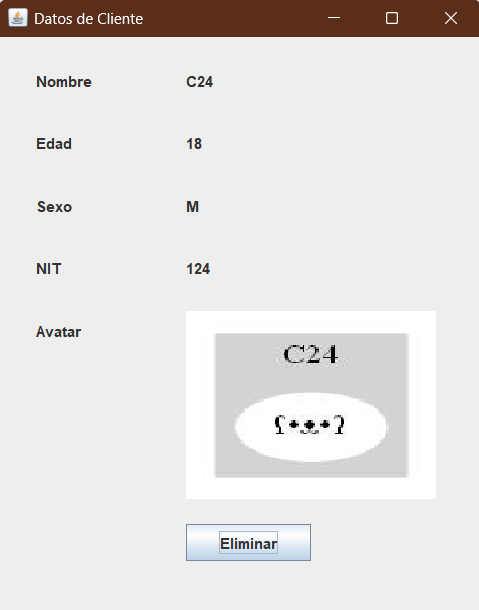 Datos de Cliente
Nombre C24
Edad 18
Sexo M
NIT 124
Avatar
C24
ʕ•ᴥ•ʔ
Eliminar